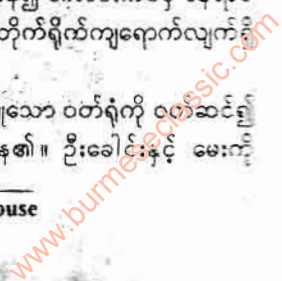 တိုက်ရိုက်ကျရောက်လျက်ရှိ
သော ဝတ်ရုံကို ဝတ်ဆင်၍
နေ၏။ ဦးခေါင်းနှင့် မေးကို
ouse
www.burmeseclassic.com